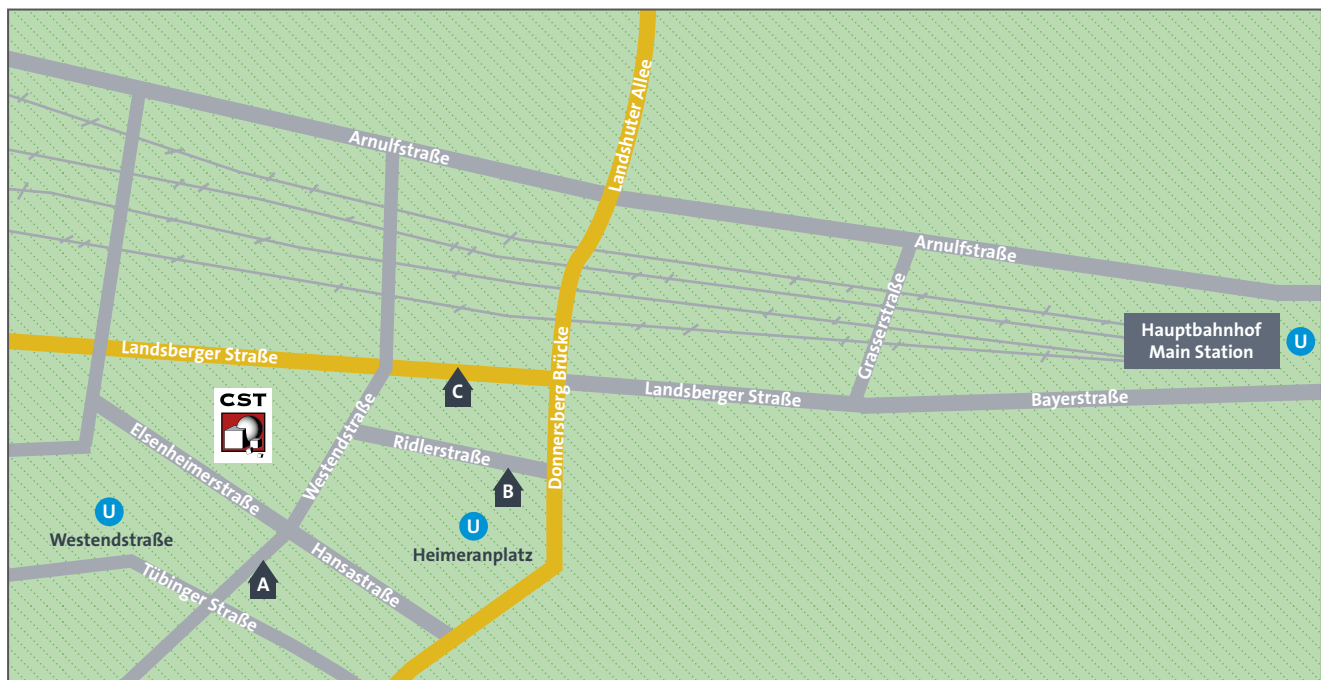 Landshuter Allee
Arnulfstraße
Arnulfstraße
Grasserstraße
Hauptbahnhof
Main Station
U
Landsberger Straße
C
Donnersberg Brücke
Landsberger Straße
Bayerstraße
CST
Elsenheimerstraße
Westendstraße
Ridlerstraße
B
U
Westendstraße
U
Heimeranplatz
Hansastraße
A
Tübinger Straße